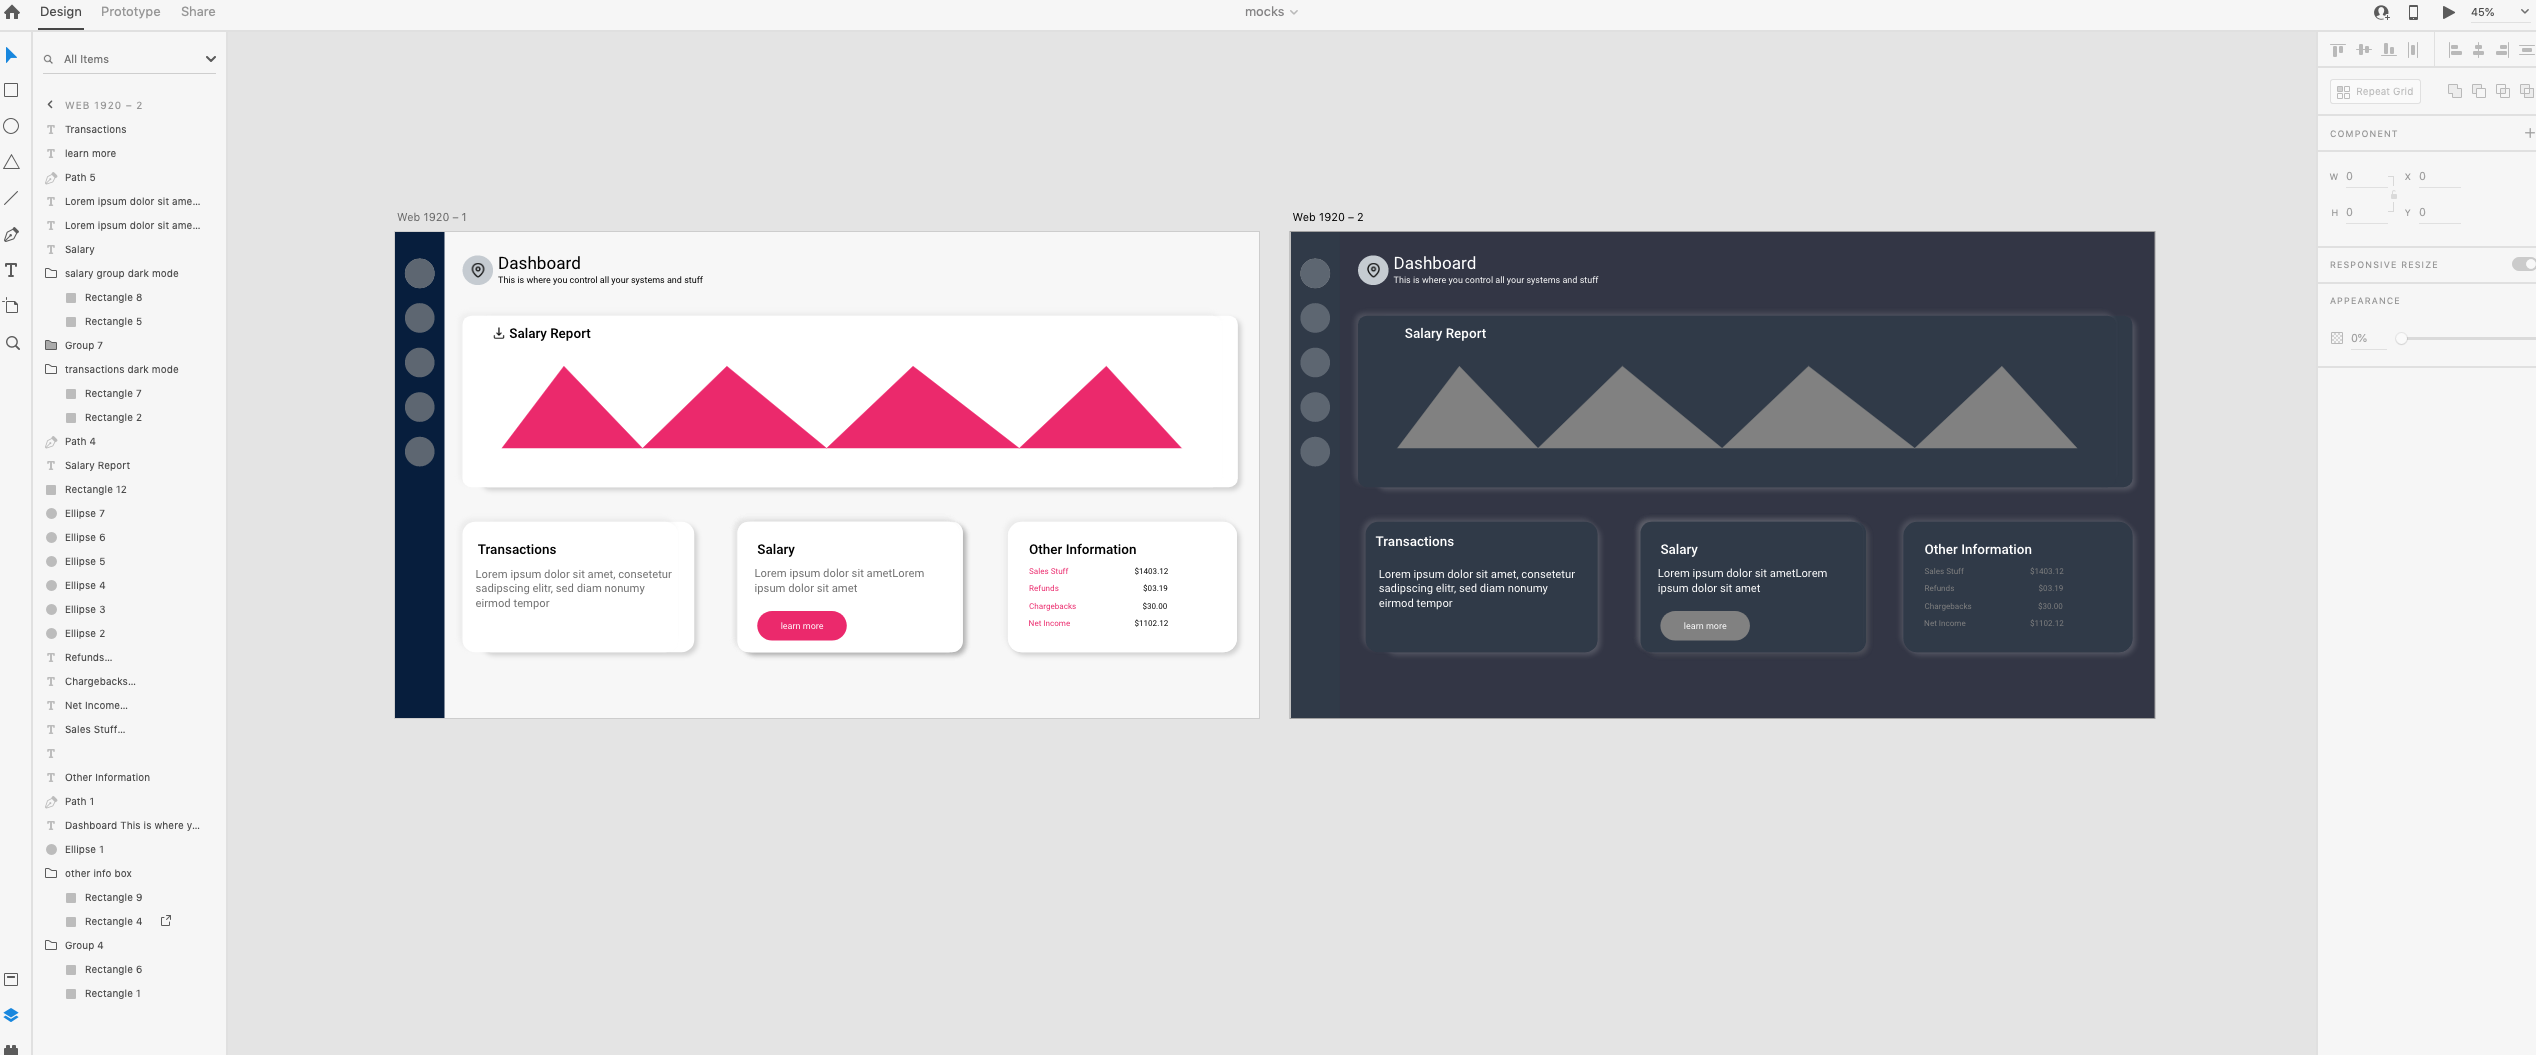 Design Prototype Share
mocks
45%
All Items
WEB 1920 – 2
Transactions
learn more
Path 5
Lorem ipsum dolor sit ame...
Lorem ipsum dolor sit ame...
Salary
salary group dark mode
Rectangle 8
Rectangle 5
Group 7
transactions dark mode
Rectangle 7
Rectangle 2
Path 4
Salary Report
Rectangle 12
Ellipse 7
Ellipse 6
Ellipse 5
Ellipse 4
Ellipse 3
Ellipse 2
Refunds...
Chargebacks...
Net Income...
Sales Stuff...
Other Information
Path 1
Dashboard This is where y...
Ellipse 1
other info box
Rectangle 9
Rectangle 4
Group 4
Rectangle 6
Rectangle 1
Web 1920 – 1
Dashboard
This is where you control all your systems and stuff
Salary Report
Transactions
Lorem ipsum dolor sit amet, consetetur
sadipscing elitr, sed diam nonumy
eirmod tempor
Salary
Lorem ipsum dolor sit ametLorem
ipsum dolor sit amet
learn more
Other Information
Sales Stuff $1403.12
Refunds $03.19
Chargebacks $30.00
Net Income $1102.12
Web 1920 – 2
Dashboard
This is where you control all your systems and stuff
Salary Report
Transactions
Lorem ipsum dolor sit amet, consetetur
sadipscing elitr, sed diam nonumy
eirmod tempor
Salary
Lorem ipsum dolor sit ametLorem
ipsum dolor sit amet
learn more
Other Information
Sales Stuff $1403.12
Refunds $03.19
Chargebacks $30.00
Net Income $1102.12
Repeat Grid
COMPONENT
W 0 X 0
H 0 Y 0
RESPONSIVE RESIZE
APPEARANCE
0%